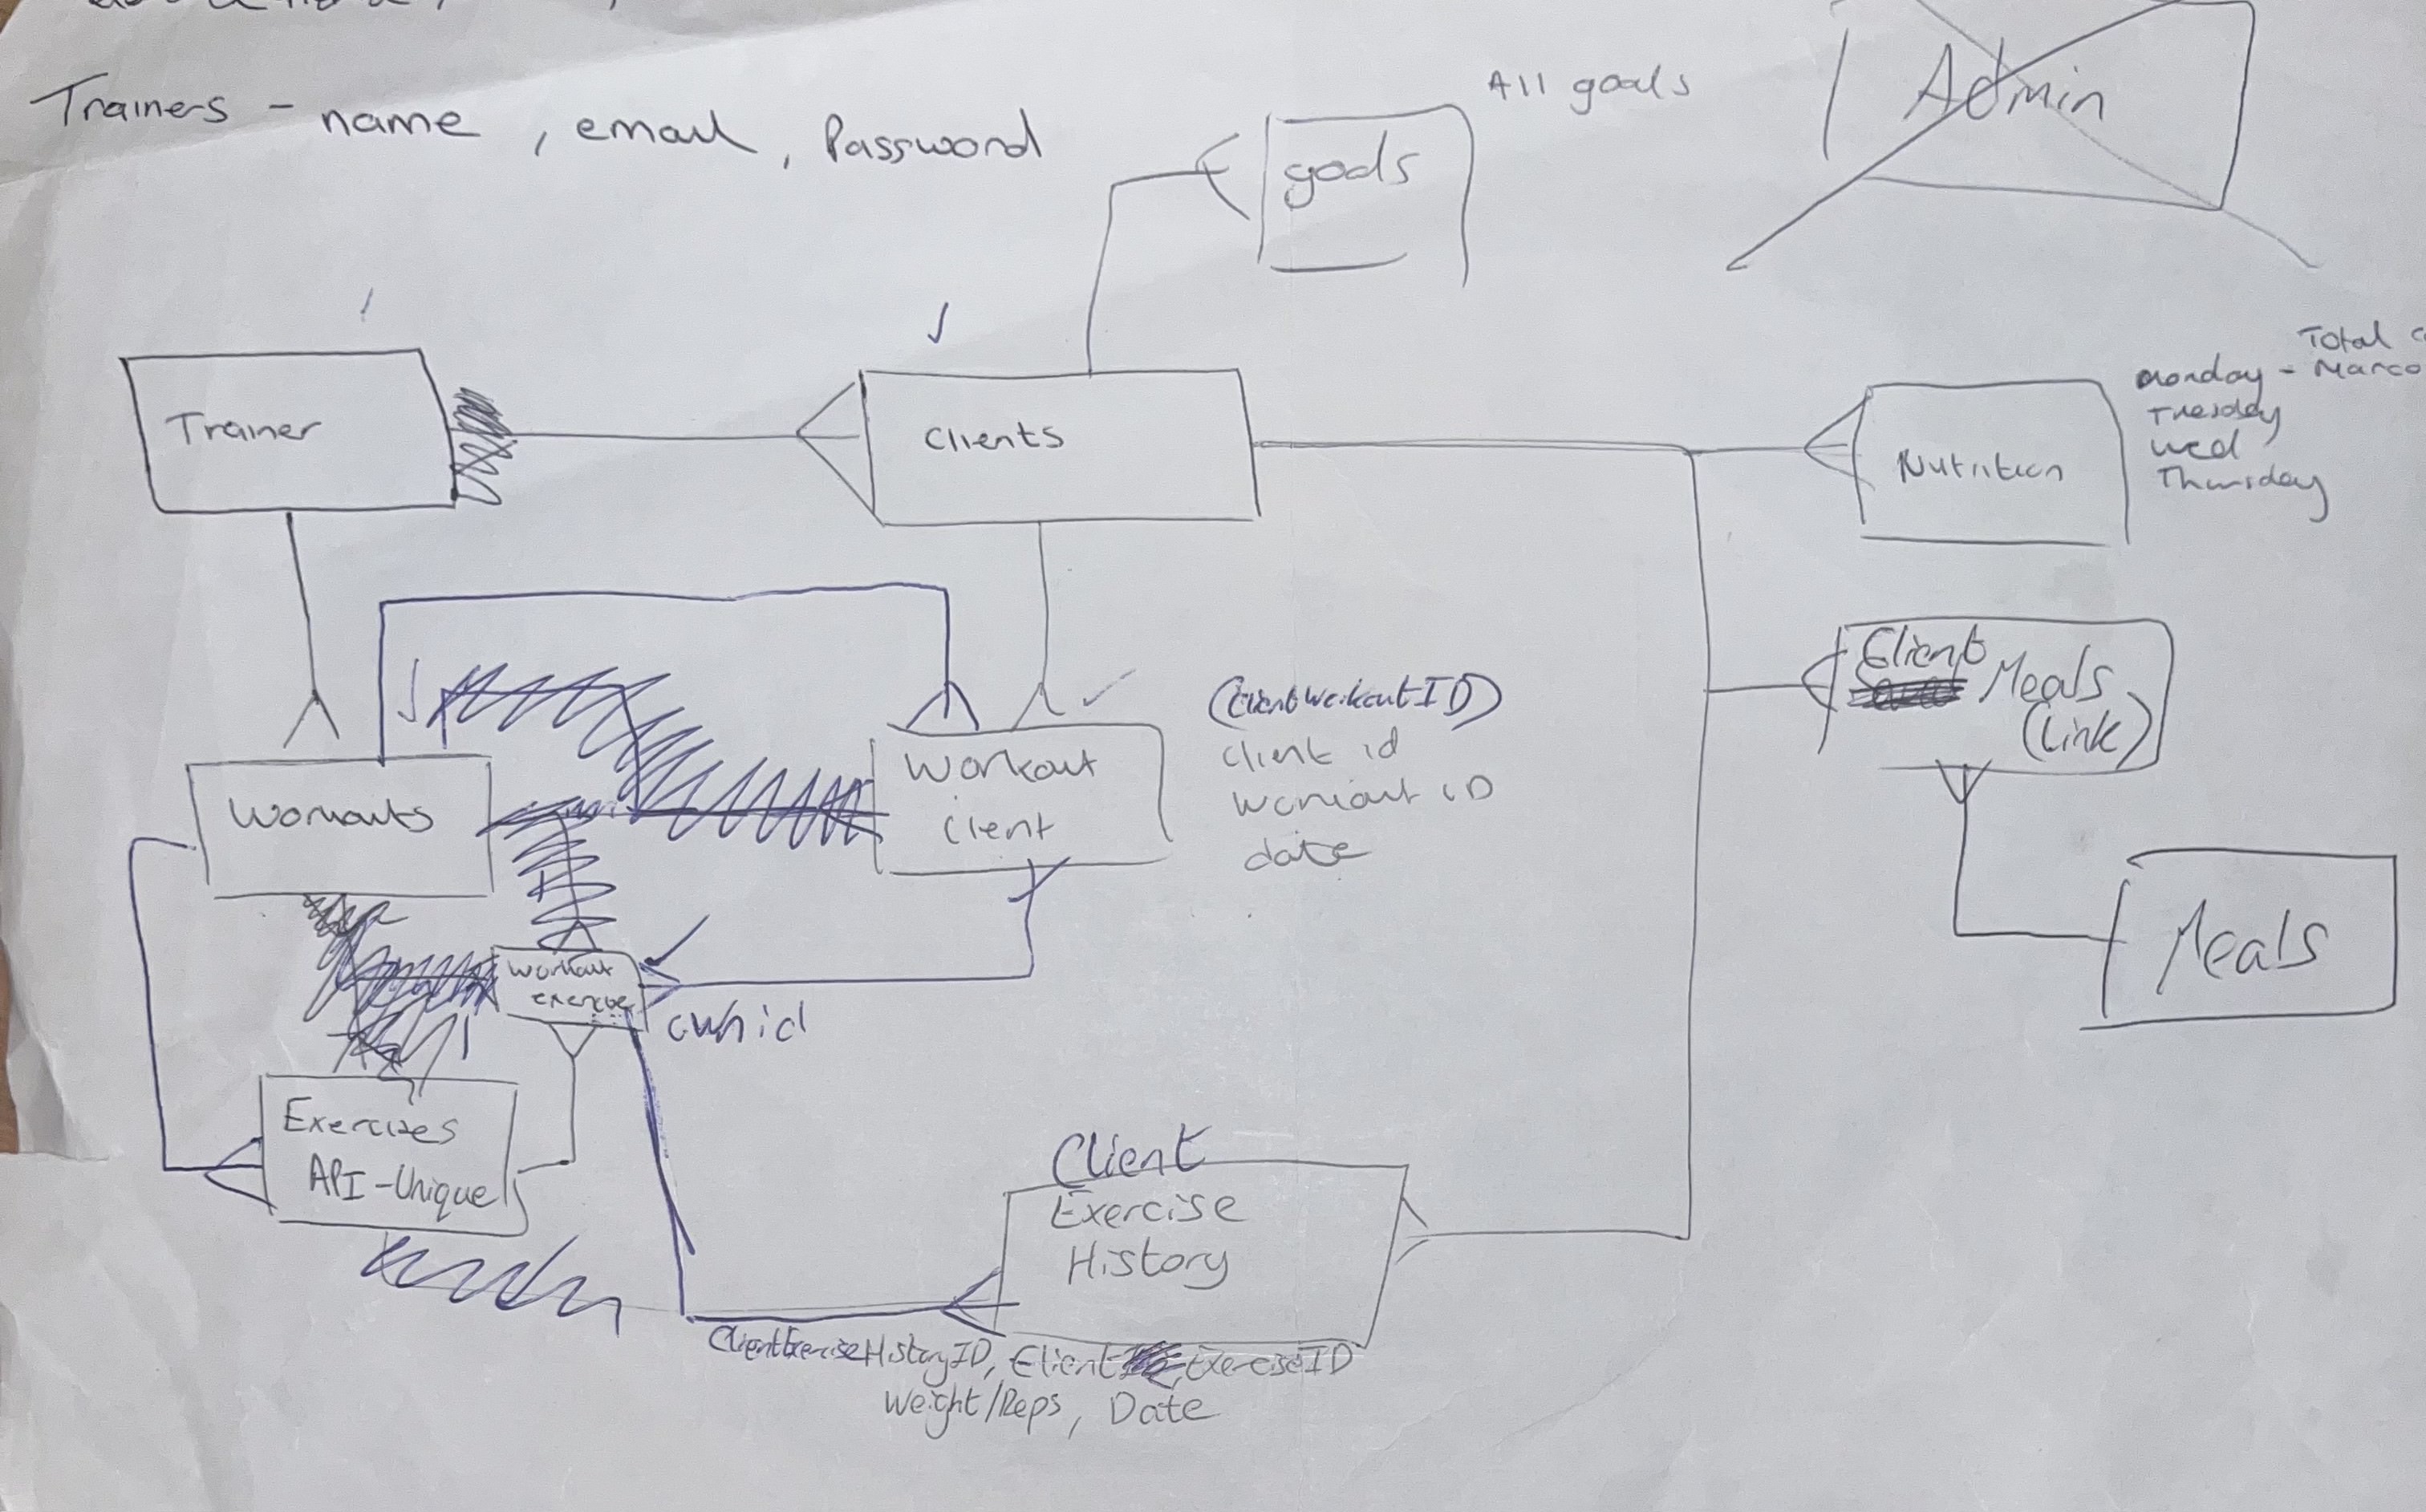 Trainers - name, email, Password
All goals
goals
Admin
Trainer
Clients
Nutrition
Total
Monday - Marco
Tuesday
wed
Thursday
Client Meals
(Link)
Meals
Workouts
Workout
Client
(ClientWorkoutID)
client id
workout ID
date
workout
exercise
cwhid
Exercises
API-Unique
Client
Exercise
History
ClientExerciseHistoryID, Client, ExerciseID
Weight/Reps, Date